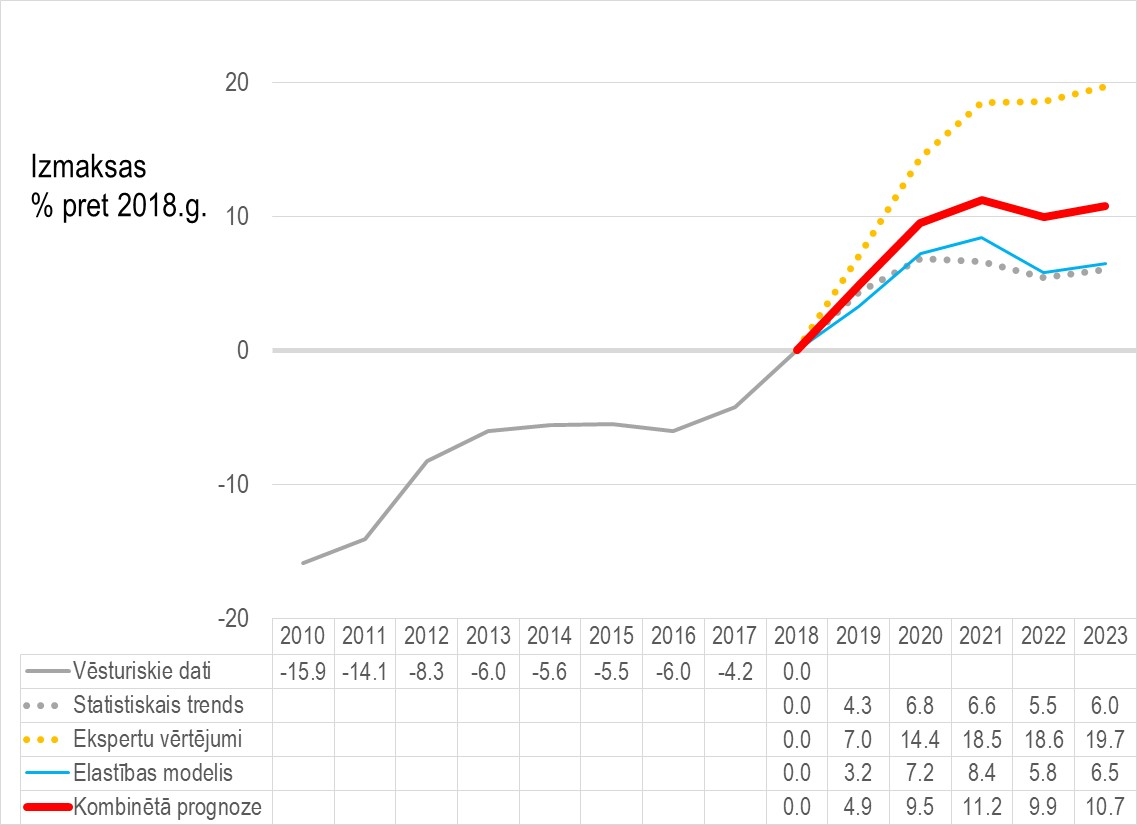 20
Izmaksas
% pret 2018.g.
10
0
-10
-20
2010 2011 2012 2013 2014 2015 2016 2017 2018 2019 2020 2021 2022 2023
Vēsturiskie dati -15.9 -14.1 -8.3 -6.0 -5.6 -5.5 -6.0 -4.2 0.0
Statistiskais trends 0.0 4.3 6.8 6.6 5.5 6.0
Ekspertu vērtējumi 0.0 7.0 14.4 18.5 18.6 19.7
Elastības modelis 0.0 3.2 7.2 8.4 5.8 6.5
Kombinētā prognoze 0.0 4.9 9.5 11.2 9.9 10.7